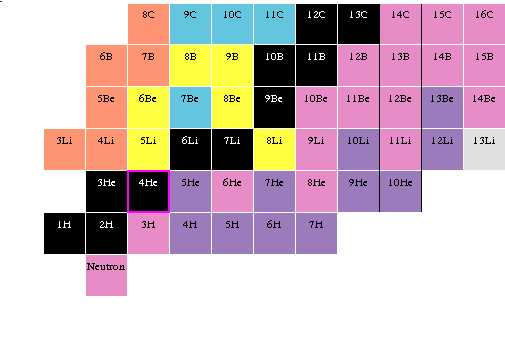 8C 9C 10C 11C 12C 13C 14C 15C 16C
6B 7B 8B 9B 10B 11B 12B 13B 14B 15B
5Be 6Be 7Be 8Be 9Be 10Be 11Be 12Be 13Be 14Be
3Li 4Li 5Li 6Li 7Li 8Li 9Li 10Li 11Li 12Li 13Li
3He 4He 5He 6He 7He 8He 9He 10He
1H 2H 3H 4H 5H 6H 7H
Neutron